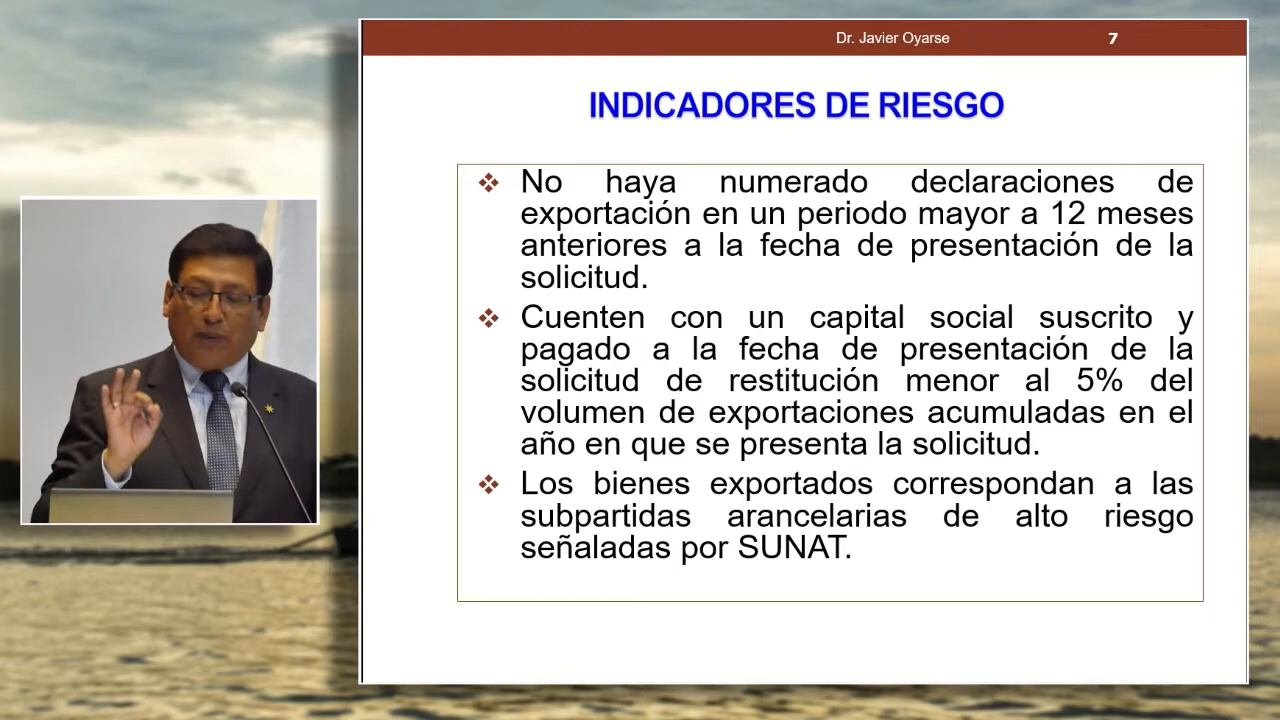 Dr. Javier Oyarse 7
INDICADORES DE RIESGO
❖ No haya numerado declaraciones de
exportación en un periodo mayor a 12 meses
anteriores a la fecha de presentación de la
solicitud.
❖ Cuenten con un capital social suscrito y
pagado a la fecha de presentación de la
solicitud de restitución menor al 5% del
volumen de exportaciones acumuladas en el
año en que se presenta la solicitud.
❖ Los bienes exportados correspondan a las
subpartidas arancelarias de alto riesgo
señaladas por SUNAT.